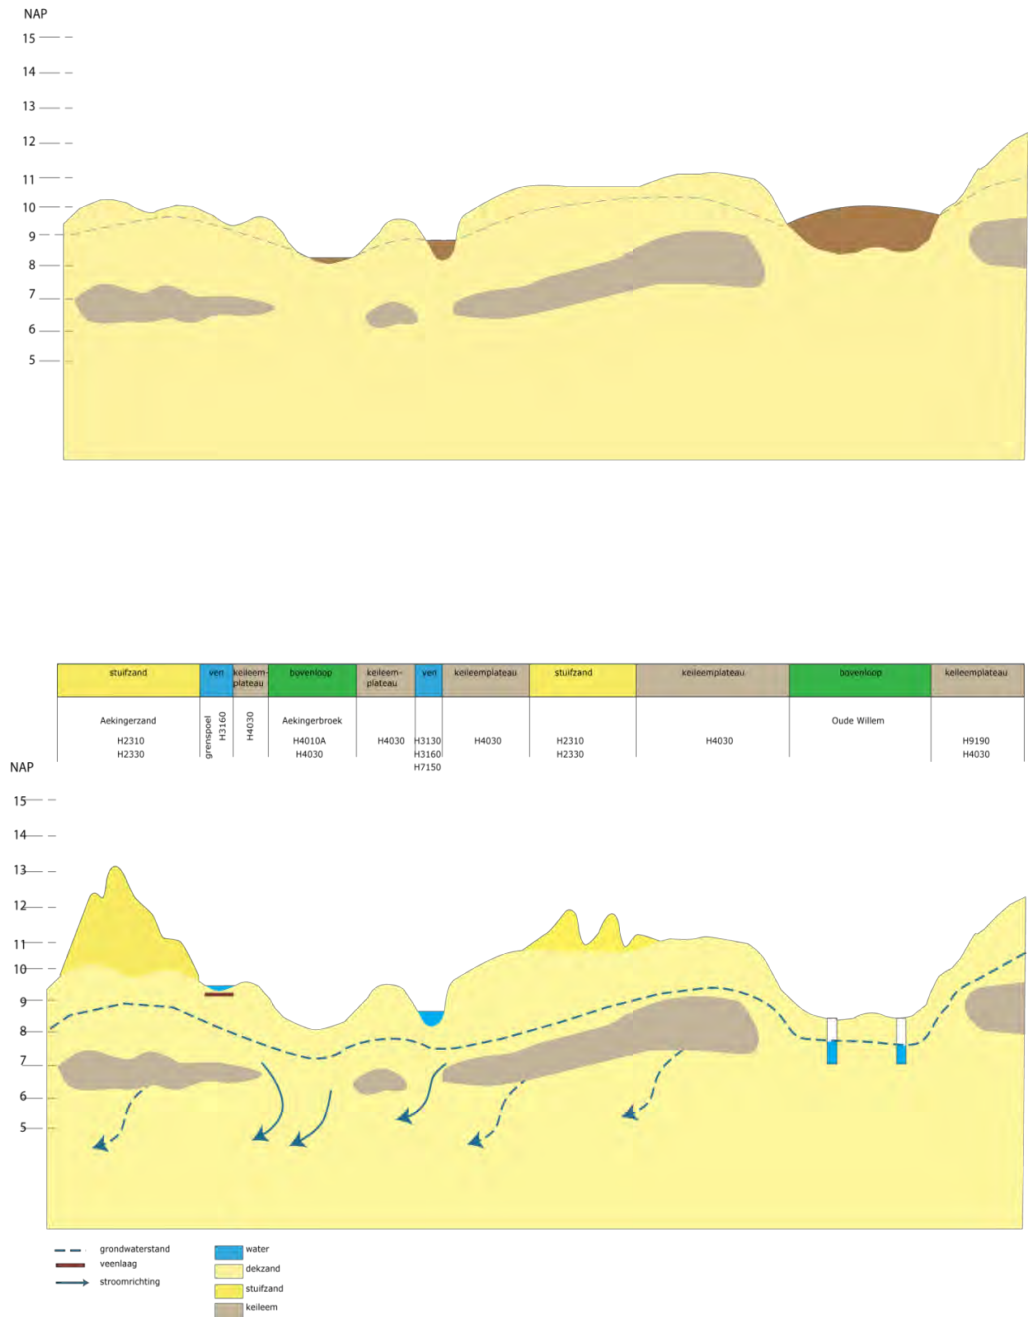 NAP
15
14
13
12
11
10
9
8
7
6
5
stuifzand
ven
keileem-
plateau
bovenloop
keileem-
plateau
ven
keileemplateau
stuifzand
keileemplateau
bovenloop
keileemplateau
Aekingerzand
H2310
H2330
grenspoel
H3160
H4030
Aekingerbroek
H4010A
H4030
H4030
H3130
H3160
H7150
H4030
H2310
H2330
H4030
Oude Willem
H9190
H4030
NAP
15
14
13
12
11
10
9
8
7
6
5
grondwaterstand
veenlaag
stroomrichting
water
dekzand
stuifzand
keileem